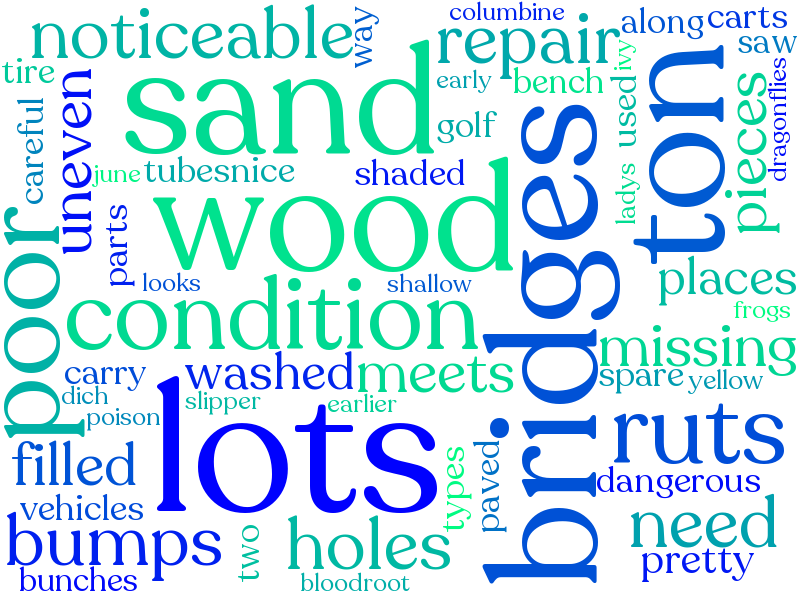 columbine
noticeable
way
repair
along
carts
saw
tire
sand
early
bench
ivy
used
ton
pieces
dragonflies
careful
uneven
golf
june
tubesnice
shaded
bridges
ladys
poor
parts
wood
looks
shallow
places
condition
frogs
missing
carry
washed
meets
spare
yellow
dich
poison
slipper
earlier
lots
ruts
filled
types
paved
dangerous
vehicles
bumps
two
holes
need
pretty
bunches
bloodroot